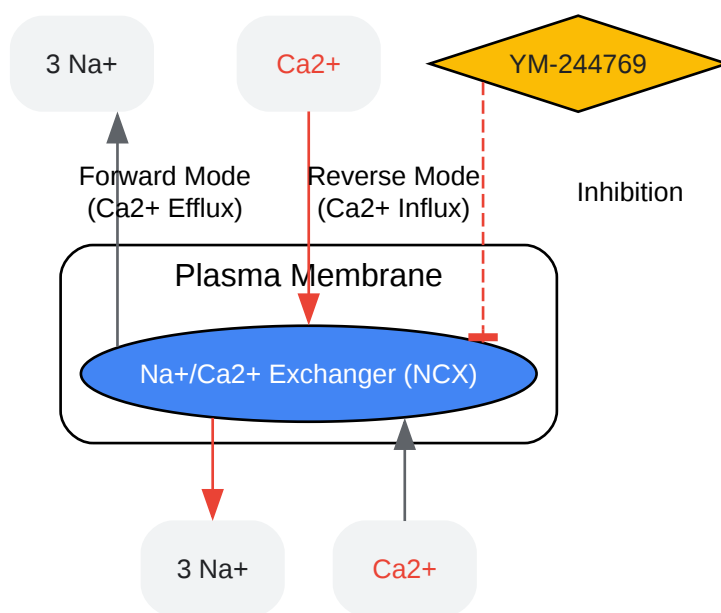 3 Na+
Ca2+
YM-244769
Forward Mode
(Ca2+ Efflux)
Reverse Mode
(Ca2+ Influx)
Inhibition
Plasma Membrane
Na+/Ca2+ Exchanger (NCX)
3 Na+
Ca2+